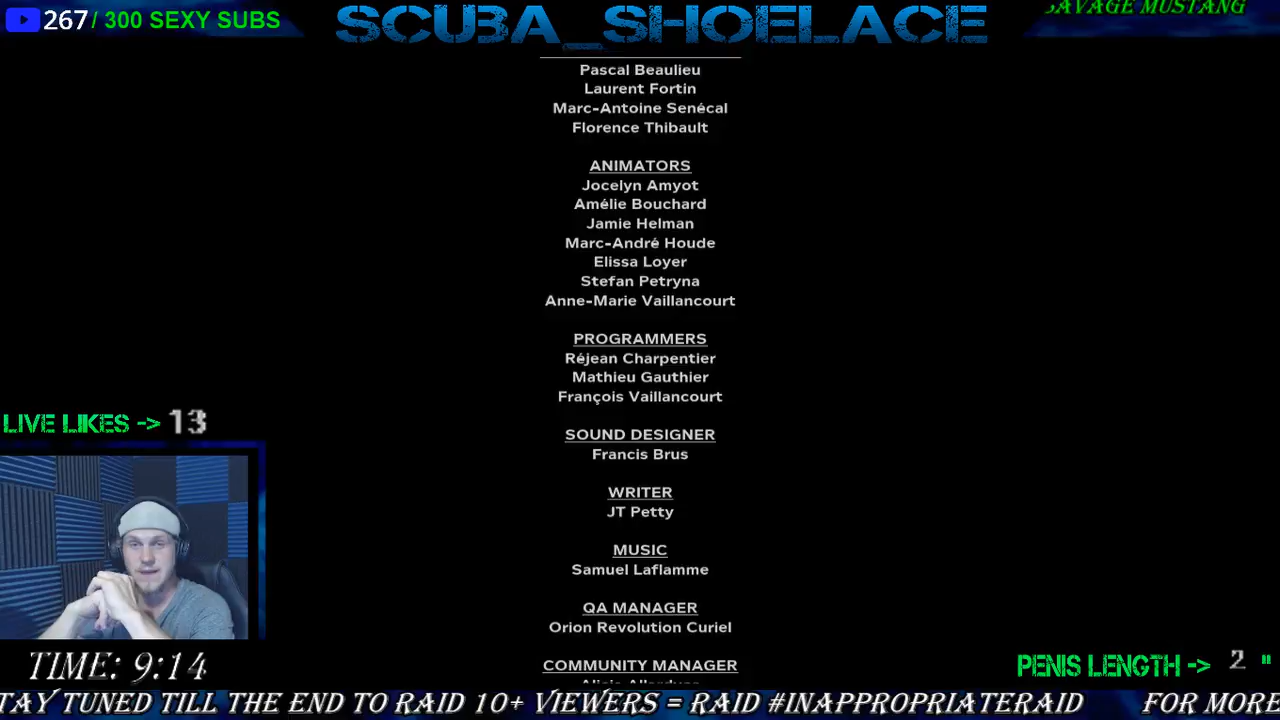 267 / 300 SEXY SUBS
SCUBA_SHOELACE
SAVAGE MUSTANG
Pascal Beaulieu
Laurent Fortin
Marc-Antoine Senécal
Florence Thibault
ANIMATORS
Jocelyn Amyot
Amélie Bouchard
Jamie Helman
Marc-André Houde
Elissa Loyer
Stefan Petryna
Anne-Marie Vaillancourt
PROGRAMMERS
Réjean Charpentier
Mathieu Gauthier
François Vaillancourt
SOUND DESIGNER
Francis Brus
WRITER
JT Petty
MUSIC
Samuel Laflamme
QA MANAGER
Orion Revolution Curiel
COMMUNITY MANAGER
LIVE LIKES -> 13
TIME: 9:14
PENIS LENGTH -> 2 "
TAY TUNED TILL THE END TO RAID 10+ VIEWERS = RAID #INAPPROPRIATERAID FOR MORE